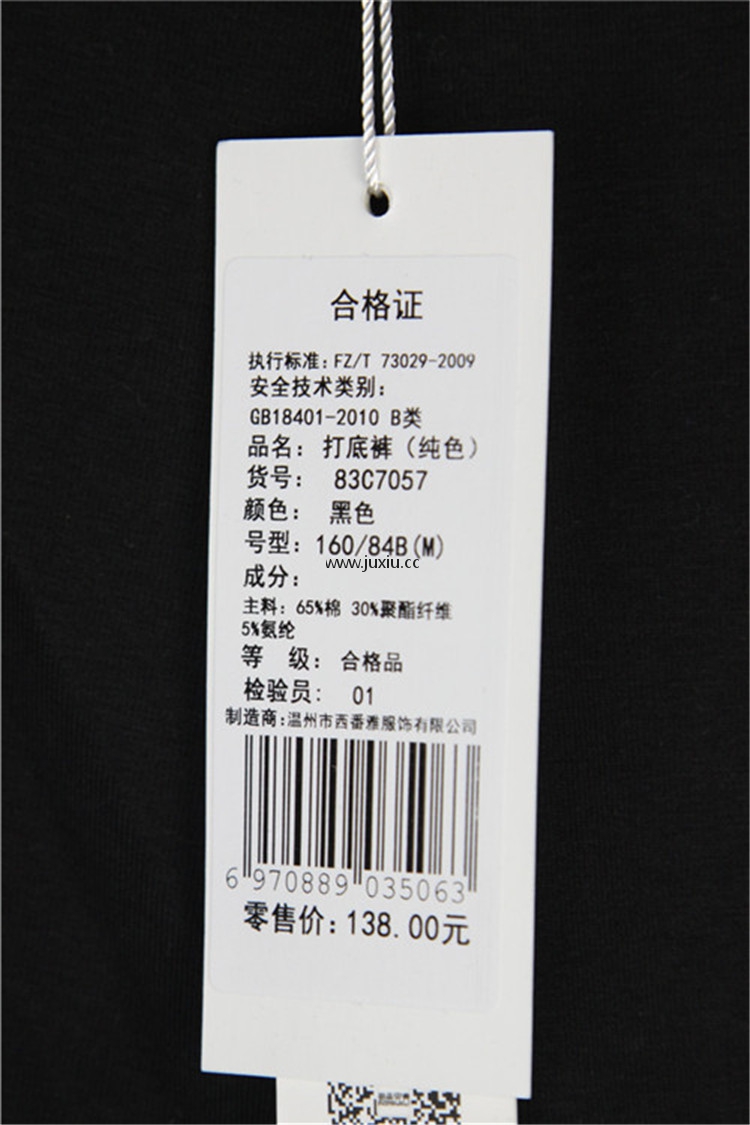 合格证
执行标准:FZ/T 73029-2009
安全技术类别:
GB18401-2010 B类
品名: 打底裤（纯色）
货号: 83C7057
颜色: 黑色
号型: 160/84B(M)
www.juxiu.cc
成分:
主料: 65%棉 30%聚酯纤维
5%氨纶
等 级: 合格品
检验员: 01
制造商:温州市西番雅服饰有限公司
6 970889 035063
零售价:138.00元